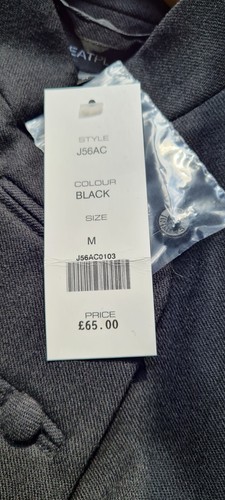 STYLE
J56AC
COLOUR
BLACK
SIZE
M
J56AC0103
PRICE
£65.00